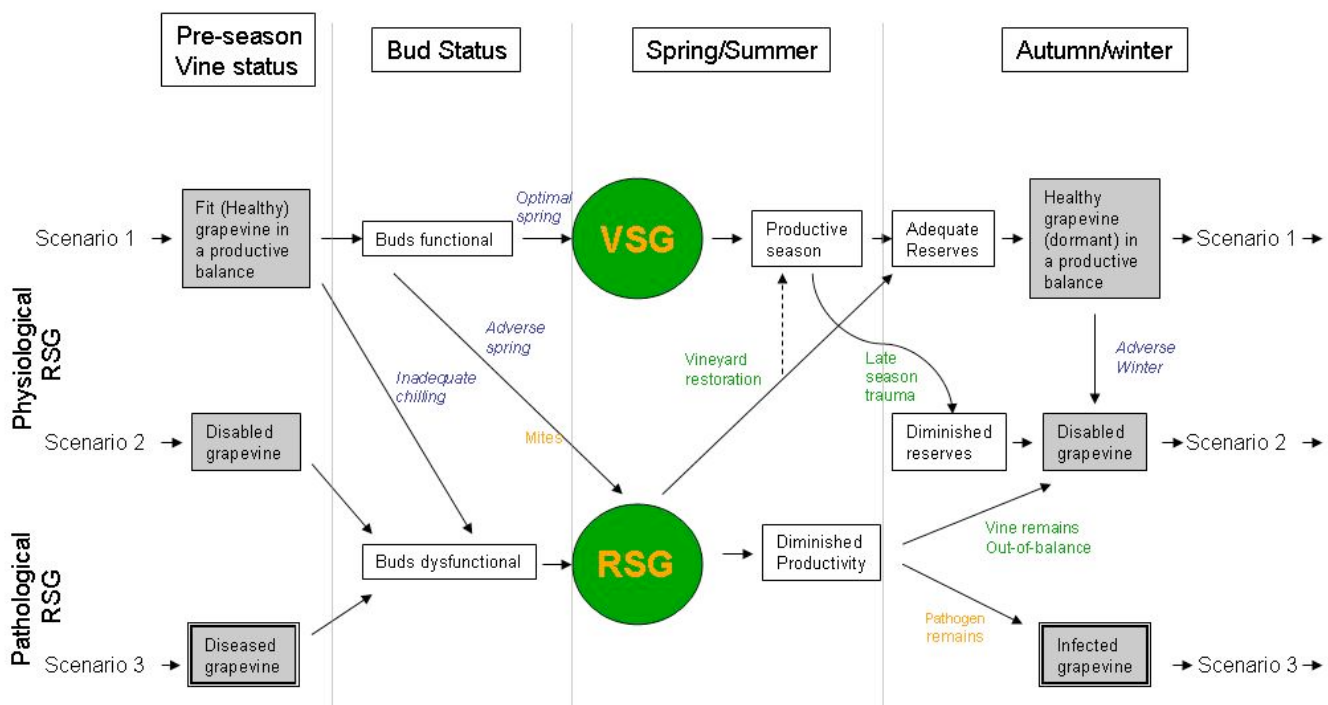 Pre-season
Vine status
Bud Status
Spring/Summer
Autumn/winter
Physiological
RSG
Pathological
RSG
Scenario 1
Fit (Healthy)
grapevine in
a productive
balance
Buds functional
Optimal
spring
VSG
Productive
season
Adequate
Reserves
Healthy
grapevine
(dormant) in
a productive
balance
Scenario 1
Inadequate
chilling
Adverse
spring
Mites
Vineyard
restoration
Late
season
trauma
Adverse
Winter
Scenario 2
Disabled
grapevine
Diminished
reserves
Disabled
grapevine
Scenario 2
Buds dysfunctional
RSG
Diminished
Productivity
Vine remains
Out-of-balance
Pathogen
remains
Scenario 3
Diseased
grapevine
Infected
grapevine
Scenario 3